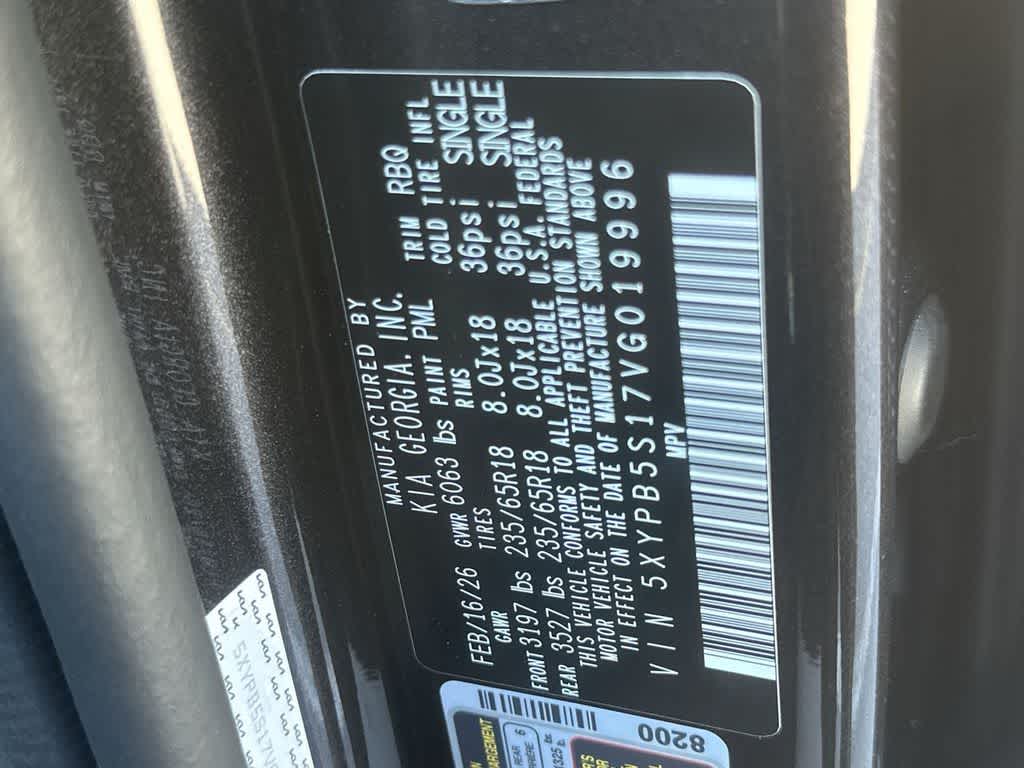 MANUFACTURED BY
KIA GEORGIA. INC.
FEB/16/26 GVWR 6063 lbs PAINT PML TRIM RBQ
GAWR TIRES RIMS COLD TIRE INFL
FRONT 3197 lbs 235/65R18 8.0Jx18 36psi SINGLE
REAR 3527 lbs 235/65R18 8.0Jx18 36psi SINGLE
THIS VEHICLE CONFORMS TO ALL APPLICABLE U.S.A. FEDERAL
MOTOR VEHICLE SAFETY AND THEFT PREVENTION STANDARDS
IN EFFECT ON THE DATE OF MANUFACTURE SHOWN ABOVE
VIN 5XYPB5S17VG019996
MPV
8200
REAR 6